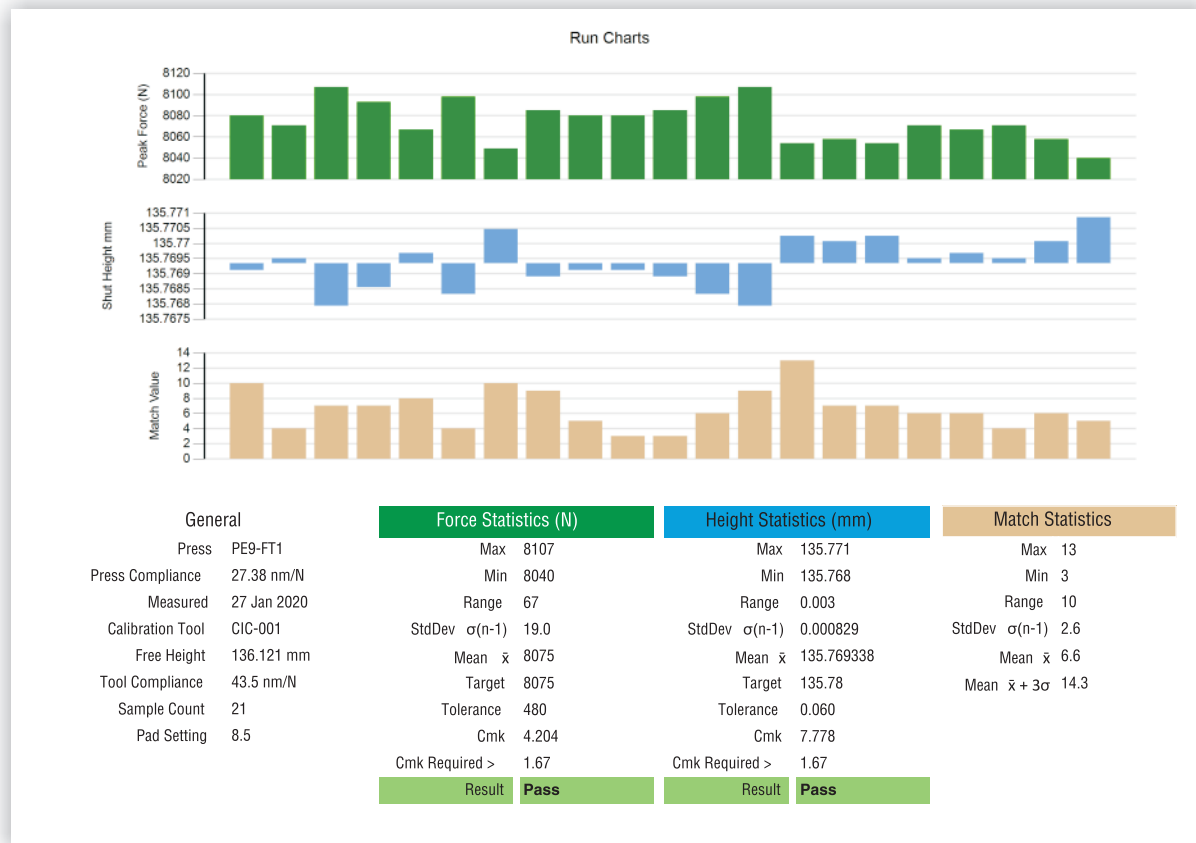 Run Charts
Peak Force (N)
8120
8100
8080
8060
8040
8020
Shut Height mm
135.771
135.7705
135.77
135.7695
135.769
135.7685
135.768
135.7675
Match Value
14
12
10
8
6
4
2
0
General
Press PE9-FT1
Press Compliance 27.38 nm/N
Measured 27 Jan 2020
Calibration Tool CIC-001
Free Height 136.121 mm
Tool Compliance 43.5 nm/N
Sample Count 21
Pad Setting 8.5
Force Statistics (N)
Max 8107
Min 8040
Range 67
StdDev σ(n-1) 19.0
Mean x̄ 8075
Target 8075
Tolerance 480
Cmk 4.204
Cmk Required > 1.67
Result Pass
Height Statistics (mm)
Max 135.771
Min 135.768
Range 0.003
StdDev σ(n-1) 0.000829
Mean x̄ 135.769338
Target 135.78
Tolerance 0.060
Cmk 7.778
Cmk Required > 1.67
Result Pass
Match Statistics
Max 13
Min 3
Range 10
StdDev σ(n-1) 2.6
Mean x̄ 6.6
Mean x̄ + 3σ 14.3